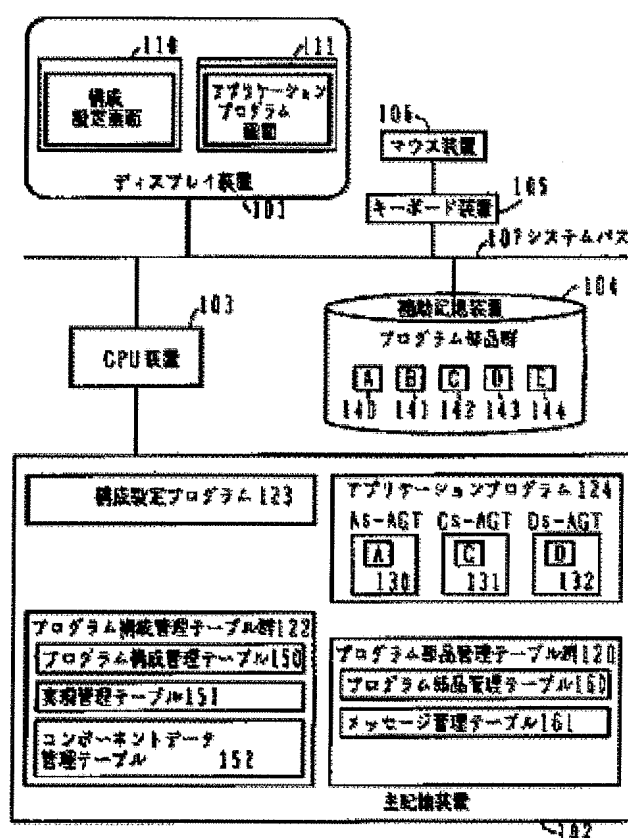 110
111
構成
設定画面
アプリケーション
プログラム
画面
ディスプレイ装置
101
106
マウス装置
105
キーボード装置
107システムバス
103
CPU装置
104
補助記憶装置
プログラム部品群
A B C D E
140 141 142 143 144
構成設定プログラム123
アプリケーションプログラム124
As-AGT Cs-AGT Ds-AGT
A C D
130 131 132
プログラム構成管理テーブル群122
プログラム構成管理テーブル150
実現管理テーブル151
コンポーネントデータ
管理テーブル 152
プログラム部品管理テーブル群120
プログラム部品管理テーブル160
メッセージ管理テーブル161
主記憶装置
102